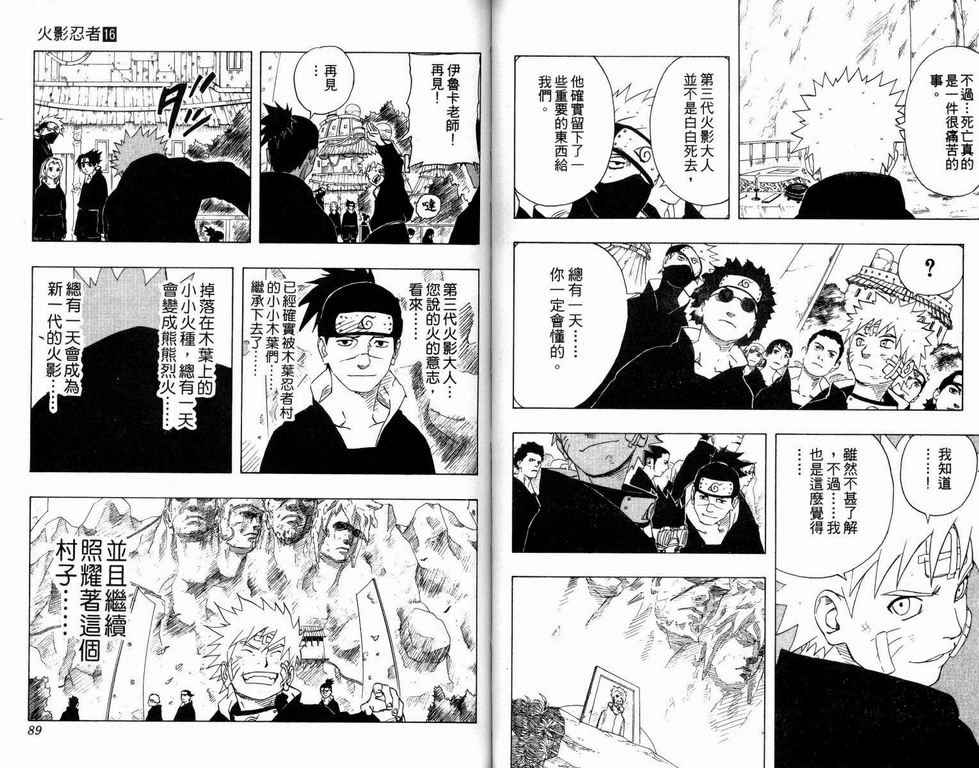 不過…死亡真的
是一件很痛苦的
事。
第三代火影大人
並不是白白死去，
他確實留下了一
些重要的東西給
我們。
？
總有一天……
你一定會懂的。
我知道
……！
雖然不甚了解
，不過……我
也是這麼覺得
………
火影忍者16
伊魯卡老師！
再見！
噠
再見
…
ダッ
第三代火影大人…
您說的火的意志，
看來…
已經確實被木葉忍者村
的小小木葉們…
繼承下去了……
掉落在木葉上的
小小火種，總有一天
會變成熊熊烈火……
總有一天會成為
新一代的火影……
並且繼續
照耀著這個
村子……
89